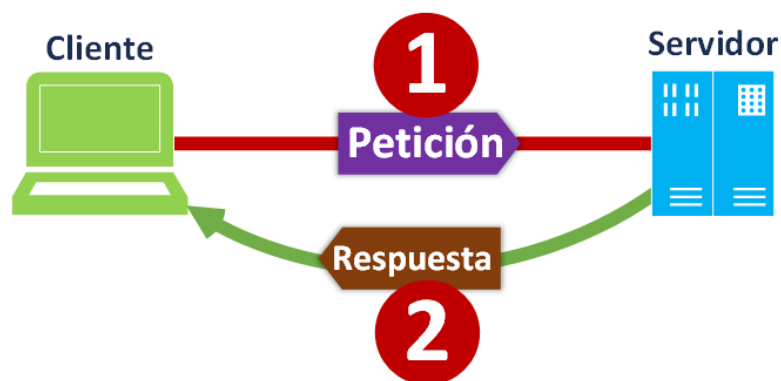 Cliente
Servidor
1
Petición
Respuesta
2